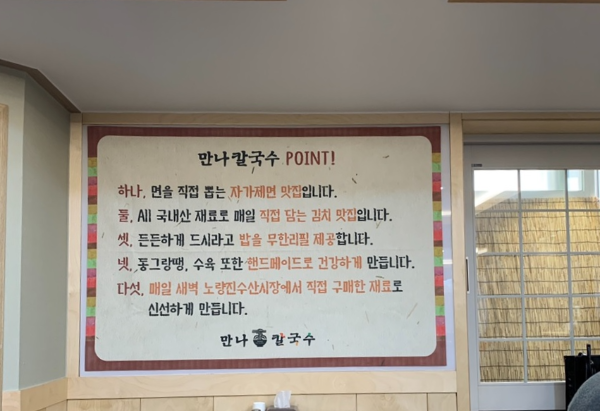 만나칼국수 POINT!
하나, 면을 직접 뽑는 자가제면 맛집입니다.
둘, All 국내산 재료로 매일 직접 담는 김치 맛집입니다.
셋, 든든하게 드시라고 밥을 무한리필 제공합니다.
넷, 동그랑땡, 수육 또한 핸드메이드로 건강하게 만듭니다.
다섯, 매일 새벽 노량진수산시장에서 직접 구매한 재료로
신선하게 만듭니다.
만나 칼국수